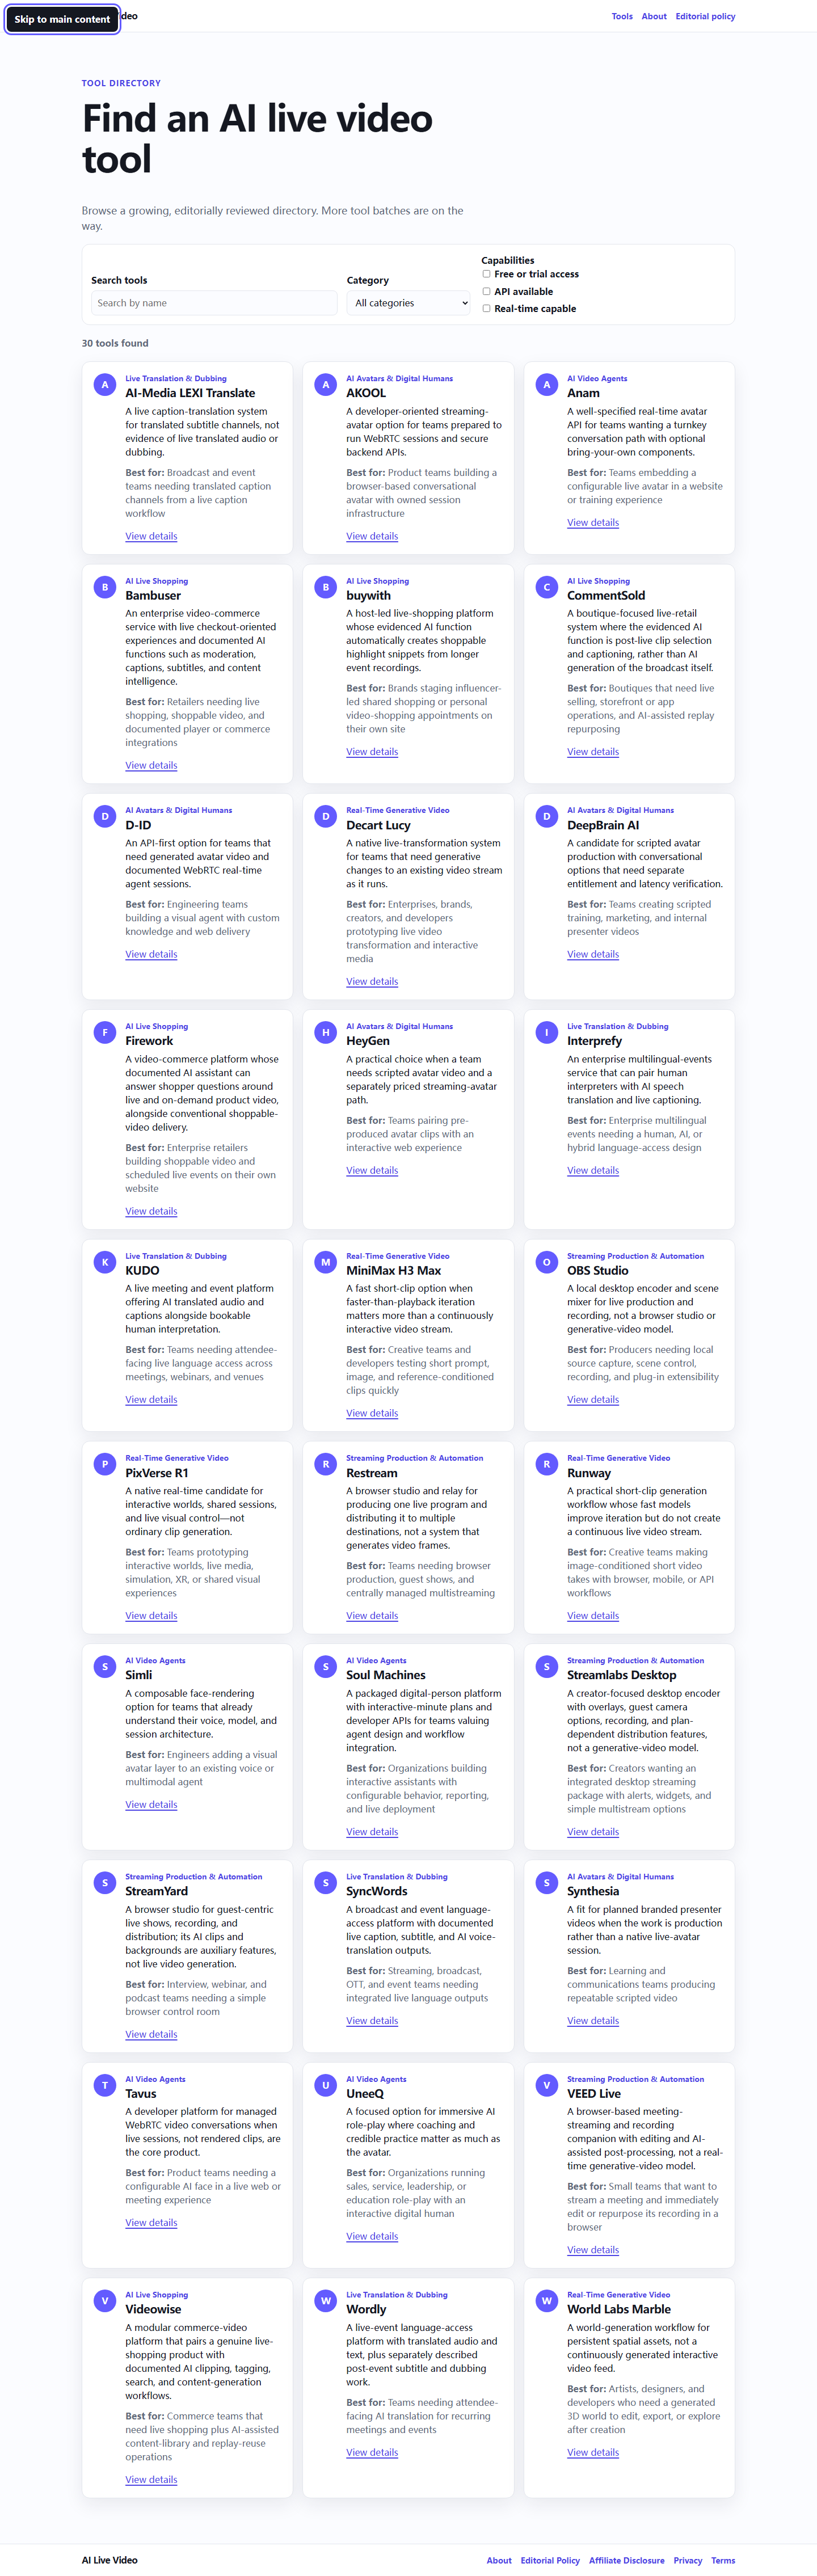 Skip to main content
ideo
Tools About Editorial policy
TOOL DIRECTORY
Find an AI live video
tool
Browse a growing, editorially reviewed directory. More tool batches are on the
way.
Search tools
Search by name
Category
All categories
Capabilities
Free or trial access
API available
Real-time capable
30 tools found
A
Live Translation & Dubbing
AI-Media LEXI Translate
A live caption-translation system
for translated subtitle channels, not
evidence of live translated audio or
dubbing.
Best for: Broadcast and event
teams needing translated caption
channels from a live caption
workflow
View details
A
AI Avatars & Digital Humans
AKOOL
A developer-oriented streaming-
avatar option for teams prepared to
run WebRTC sessions and secure
backend APIs.
Best for: Product teams building a
browser-based conversational
avatar with owned session
infrastructure
View details
A
AI Video Agents
Anam
A well-specified real-time avatar
API for teams wanting a turnkey
conversation path with optional
bring-your-own components.
Best for: Teams embedding a
configurable live avatar in a website
or training experience
View details
B
AI Live Shopping
Bambuser
An enterprise video-commerce
service with live checkout-oriented
experiences and documented AI
functions such as moderation,
captions, subtitles, and content
intelligence.
Best for: Retailers needing live
shopping, shoppable video, and
documented player or commerce
integrations
View details
B
AI Live Shopping
buywith
A host-led live-shopping platform
whose evidenced AI function
automatically creates shoppable
highlight snippets from longer
event recordings.
Best for: Brands staging influencer-
led shared shopping or personal
video-shopping appointments on
their own site
View details
C
AI Live Shopping
CommentSold
A boutique-focused live-retail
system where the evidenced AI
function is post-live clip selection
and captioning, rather than AI
generation of the broadcast itself.
Best for: Boutiques that need live
selling, storefront or app
operations, and AI-assisted replay
repurposing
View details
D
AI Avatars & Digital Humans
D-ID
An API-first option for teams that
need generated avatar video and
documented WebRTC real-time
agent sessions.
Best for: Engineering teams
building a visual agent with custom
knowledge and web delivery
View details
D
Real-Time Generative Video
Decart Lucy
A native live-transformation system
for teams that need generative
changes to an existing video stream
as it runs.
Best for: Enterprises, brands,
creators, and developers
prototyping live video
transformation and interactive
media
View details
D
AI Avatars & Digital Humans
DeepBrain AI
A candidate for scripted avatar
production with conversational
options that need separate
entitlement and latency verification.
Best for: Teams creating scripted
training, marketing, and internal
presenter videos
View details
F
AI Live Shopping
Firework
A video-commerce platform whose
documented AI assistant can
answer shopper questions around
live and on-demand product video,
alongside conventional shoppable-
video delivery.
Best for: Enterprise retailers
building shoppable video and
scheduled live events on their own
website
View details
H
AI Avatars & Digital Humans
HeyGen
A practical choice when a team
needs scripted avatar video and a
separately priced streaming-avatar
path.
Best for: Teams pairing pre-
produced avatar clips with an
interactive web experience
View details
I
Live Translation & Dubbing
Interprefy
An enterprise multilingual-events
service that can pair human
interpreters with AI speech
translation and live captioning.
Best for: Enterprise multilingual
events needing a human, AI, or
hybrid language-access design
View details
K
Live Translation & Dubbing
KUDO
A live meeting and event platform
offering AI translated audio and
captions alongside bookable
human interpretation.
Best for: Teams needing attendee-
facing live language access across
meetings, webinars, and venues
View details
M
Real-Time Generative Video
MiniMax H3 Max
A fast short-clip option when
faster-than-playback iteration
matters more than a continuously
interactive video stream.
Best for: Creative teams and
developers testing short prompt,
image, and reference-conditioned
clips quickly
View details
O
Streaming Production & Automation
OBS Studio
A local desktop encoder and scene
mixer for live production and
recording, not a browser studio or
generative-video model.
Best for: Producers needing local
source capture, scene control,
recording, and plug-in extensibility
View details
P
Real-Time Generative Video
PixVerse R1
A native real-time candidate for
interactive worlds, shared sessions,
and live visual control—not
ordinary clip generation.
Best for: Teams prototyping
interactive worlds, live media,
simulation, XR, or shared visual
experiences
View details
R
Streaming Production & Automation
Restream
A browser studio and relay for
producing one live program and
distributing it to multiple
destinations, not a system that
generates video frames.
Best for: Teams needing browser
production, guest shows, and
centrally managed multistreaming
View details
R
Real-Time Generative Video
Runway
A practical short-clip generation
workflow whose fast models
improve iteration but do not create
a continuous live video stream.
Best for: Creative teams making
image-conditioned short video
takes with browser, mobile, or API
workflows
View details
S
AI Video Agents
Simli
A composable face-rendering
option for teams that already
understand their voice, model, and
session architecture.
Best for: Engineers adding a visual
avatar layer to an existing voice or
multimodal agent
View details
S
AI Video Agents
Soul Machines
A packaged digital-person platform
with interactive-minute plans and
developer APIs for teams valuing
agent design and workflow
integration.
Best for: Organizations building
interactive assistants with
configurable behavior, reporting,
and live deployment
View details
S
Streaming Production & Automation
Streamlabs Desktop
A creator-focused desktop encoder
with overlays, guest camera
options, recording, and plan-
dependent distribution features,
not a generative-video model.
Best for: Creators wanting an
integrated desktop streaming
package with alerts, widgets, and
simple multistream options
View details
S
Streaming Production & Automation
StreamYard
A browser studio for guest-centric
live shows, recording, and
distribution; its AI clips and
backgrounds are auxiliary features,
not live video generation.
Best for: Interview, webinar, and
podcast teams needing a simple
browser control room
View details
S
Live Translation & Dubbing
SyncWords
A broadcast and event language-
access platform with documented
live caption, subtitle, and AI voice-
translation outputs.
Best for: Streaming, broadcast,
OTT, and event teams needing
integrated live language outputs
View details
S
AI Avatars & Digital Humans
Synthesia
A fit for planned branded presenter
videos when the work is production
rather than a native live-avatar
session.
Best for: Learning and
communications teams producing
repeatable scripted video
View details
T
AI Video Agents
Tavus
A developer platform for managed
WebRTC video conversations when
live sessions, not rendered clips, are
the core product.
Best for: Product teams needing a
configurable AI face in a live web or
meeting experience
View details
U
AI Video Agents
UneeQ
A focused option for immersive AI
role-play where coaching and
credible practice matter as much as
the avatar.
Best for: Organizations running
sales, service, leadership, or
education role-play with an
interactive digital human
View details
V
Streaming Production & Automation
VEED Live
A browser-based meeting-
streaming and recording
companion with editing and AI-
assisted post-processing, not a real-
time generative-video model.
Best for: Small teams that want to
stream a meeting and immediately
edit or repurpose its recording in a
browser
View details
V
AI Live Shopping
Videowise
A modular commerce-video
platform that pairs a genuine live-
shopping product with
documented AI clipping, tagging,
search, and content-generation
workflows.
Best for: Commerce teams that
need live shopping plus AI-assisted
content-library and replay-reuse
operations
View details
W
Live Translation & Dubbing
Wordly
A live-event language-access
platform with translated audio and
text, plus separately described
post-event subtitle and dubbing
work.
Best for: Teams needing attendee-
facing AI translation for recurring
meetings and events
View details
W
Real-Time Generative Video
World Labs Marble
A world-generation workflow for
persistent spatial assets, not a
continuously generated interactive
video feed.
Best for: Artists, designers, and
developers who need a generated
3D world to edit, export, or explore
after creation
View details
AI Live Video
About Editorial Policy Affiliate Disclosure Privacy Terms